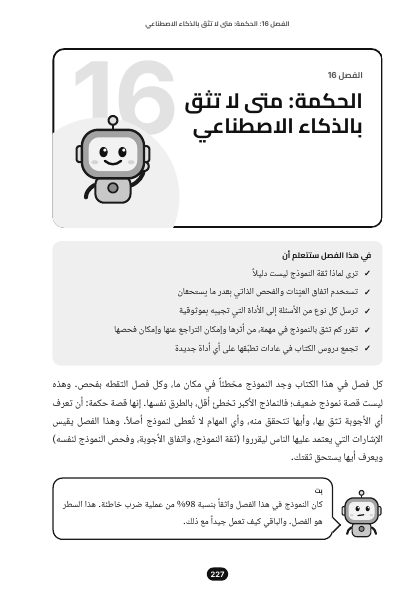 الفصل 16: الحكمة: متى لا تثق بالذكاء الاصطناعي
16
الفصل 16
الحكمة: متى لا تثق
بالذكاء الاصطناعي
في هذا الفصل ستتعلم أن
✓ ترى لماذا ثقة النموذج ليست دليلاً
✓ تستخدم اتفاق العيّنات والفحص الذاتي بقدر ما يستحقان
✓ ترسل كل نوع من الأسئلة إلى الأداة التي تجيبه بموثوقية
✓ تقرر كم تثق بالنموذج في مهمة، من أثرها وإمكان التراجع عنها وإمكان فحصها
✓ تجمع دروس الكتاب في عادات تطبّقها على أي أداة جديدة
كل فصل في هذا الكتاب وجد النموذج مخطئاً في مكان ما، وكل فصل التقطه بفحص. وهذه
ليست قصة نموذج ضعيف؛ فالنماذج الأكبر تخطئ أقل، بالطرق نفسها. إنها قصة حكمة: أن تعرف
أي الأجوبة تثق بها، وأيها تتحقق منه، وأي المهام لا تُعطى لنموذج أصلاً. وهذا الفصل يقيس
الإشارات التي يعتمد عليها الناس ليقرروا (ثقة النموذج، واتفاق الأجوبة، وفحص النموذج لنفسه)
ويعرف أيها يستحق ثقتك.
بت
كان النموذج في هذا الفصل واثقاً بنسبة 98% من عملية ضرب خاطئة. هذا السطر
هو الفصل. والباقي كيف تعمل جيداً مع ذلك.
227